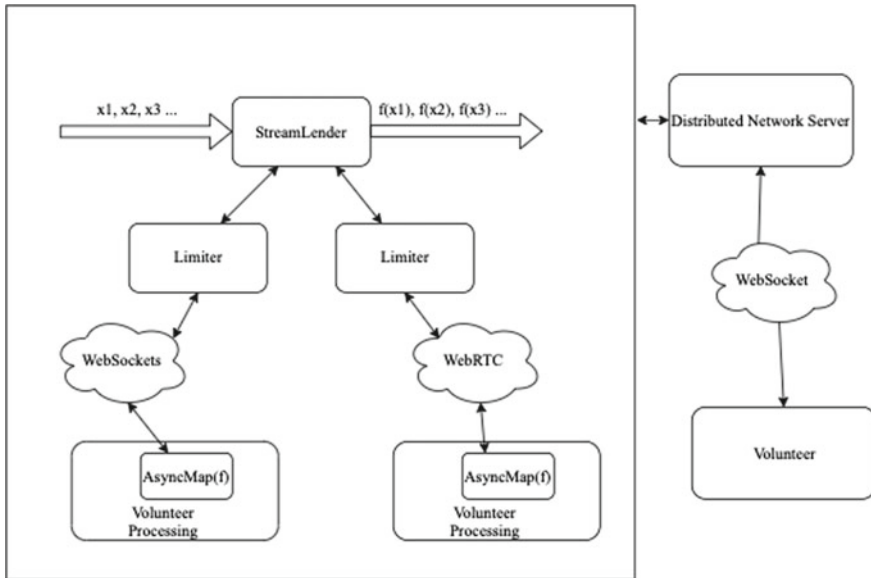 x1, x2, x3 ...
StreamLender
f(x1), f(x2), f(x3) ...
Distributed Network Server
Limiter
Limiter
WebSocket
WebSockets
WebRTC
AsyncMap(f)
Volunteer
Processing
AsyncMap(f)
Volunteer
Processing
Volunteer